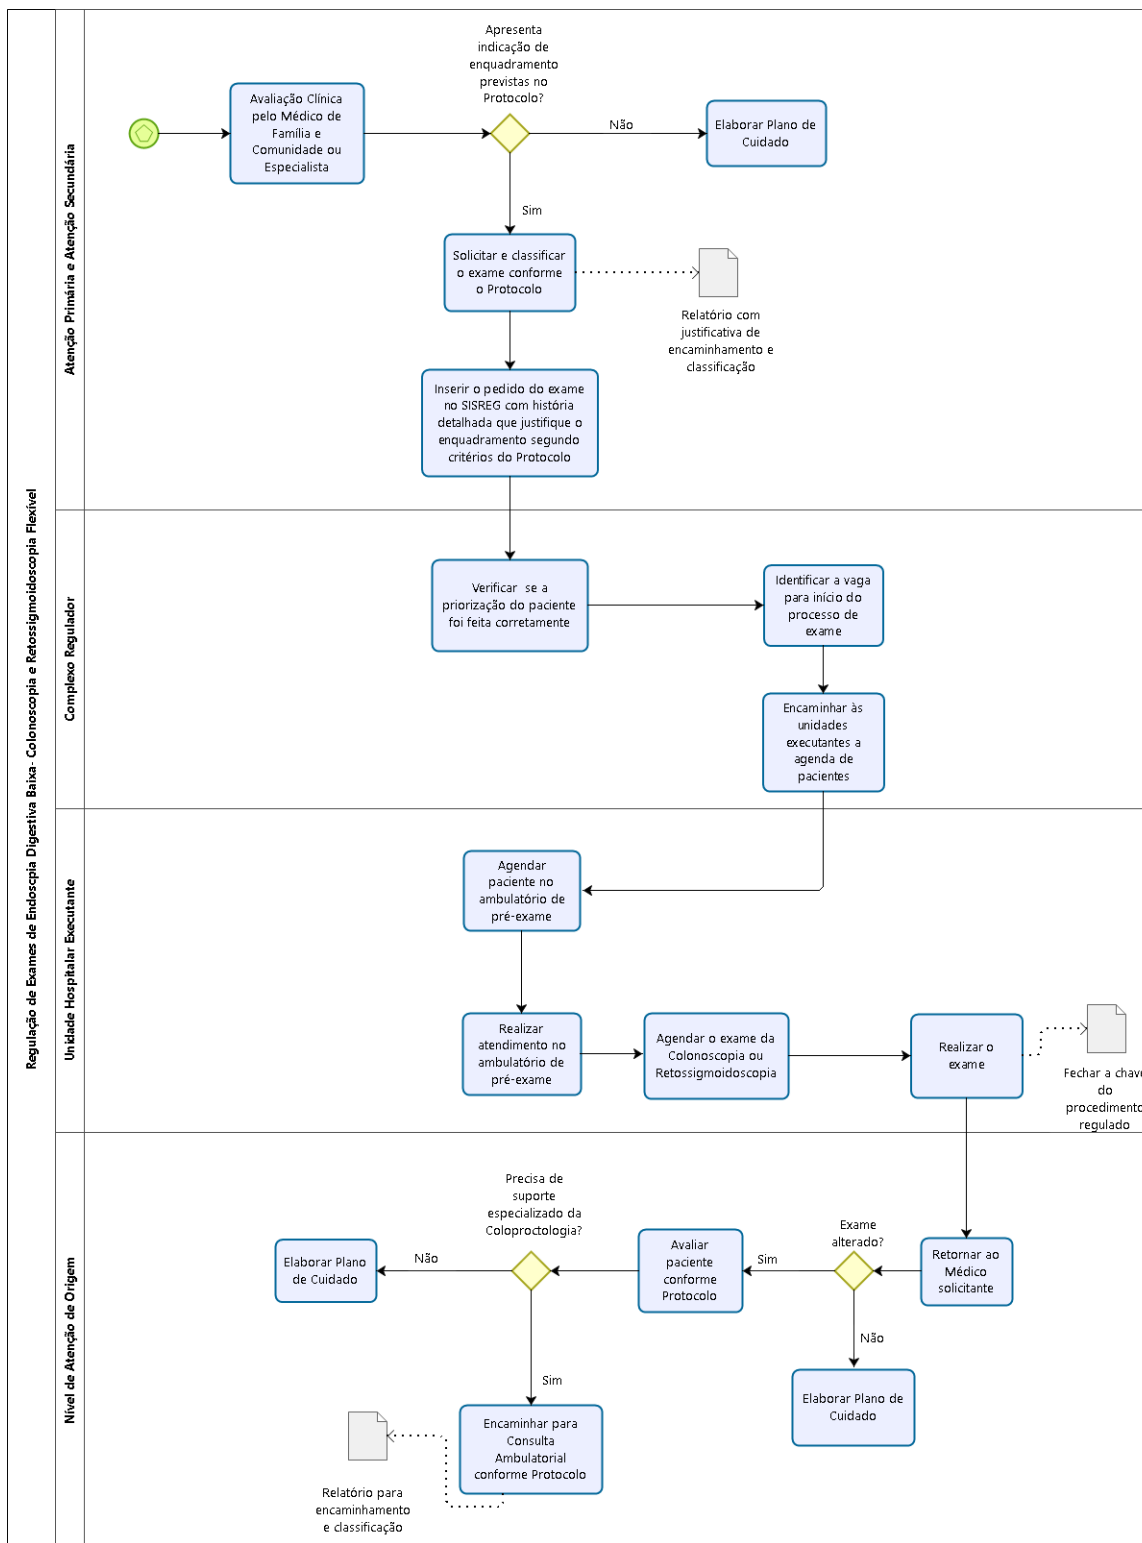 Regulação de Exames de Endoscpia Digestiva Baixa- Colonoscopia e Retossigmoidoscopia Flexível
Atenção Primária e Atenção Secundária
Apresenta
indicação de
enquadramento
previstas no
Protocolo?
Avaliação Clínica
pelo Médico de
Família e
Comunidade ou
Especialista
Não
Elaborar Plano de
Cuidado
Sim
Solicitar e classificar
o exame conforme
o Protocolo
Relatório com
justificativa de
encaminhamento e
classificação
Inserir o pedido do exame
no SISREG com história
detalhada que justifique o
enquadramento segundo
critérios do Protocolo
Complexo Regulador
Verificar se a
priorização do paciente
foi feita corretamente
Identificar a vaga
para início do
processo de
exame
Encaminhar às
unidades
executantes a
agenda de
pacientes
Unidade Hospitalar Executante
Agendar
paciente no
ambulatório de
pré-exame
Realizar
atendimento no
ambulatório de
pré-exame
Agendar o exame da
Colonoscopia ou
Retossigmoidoscopia
Realizar o
exame
Fechar a chave
do
procedimento
regulado
Nível de Atenção de Origem
Retornar ao
Médico
solicitante
Exame
alterado?
Sim
Não
Elaborar Plano de
Cuidado
Avaliar
paciente
conforme
Protocolo
Precisa de
suporte
especializado da
Coloproctologia?
Não
Elaborar Plano
de Cuidado
Sim
Encaminhar para
Consulta
Ambulatorial
conforme Protocolo
Relatório para
encaminhamento
e classificação